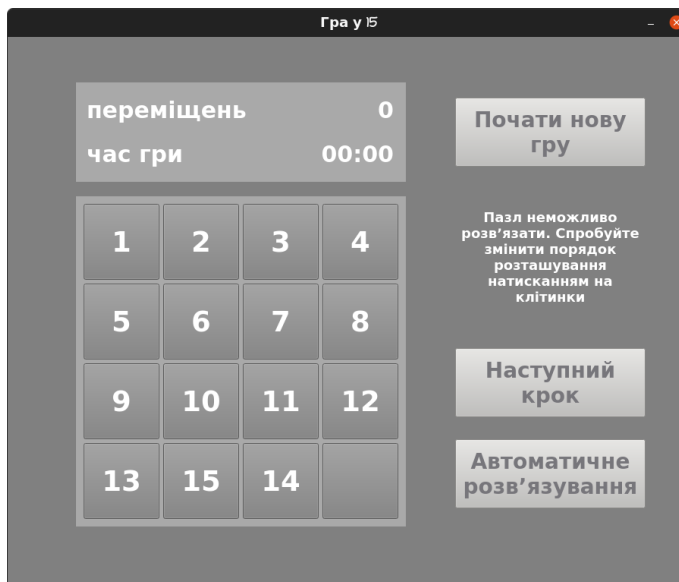 Гра у 15
переміщень 0
час гри 00:00
1 2 3 4
5 6 7 8
9 10 11 12
13 15 14
Почати нову
гру
Пазл неможливо
розв’язати. Спробуйте
змінити порядок
розташування
натисканням на
клітинки
Наступний
крок
Автоматичне
розв’язування